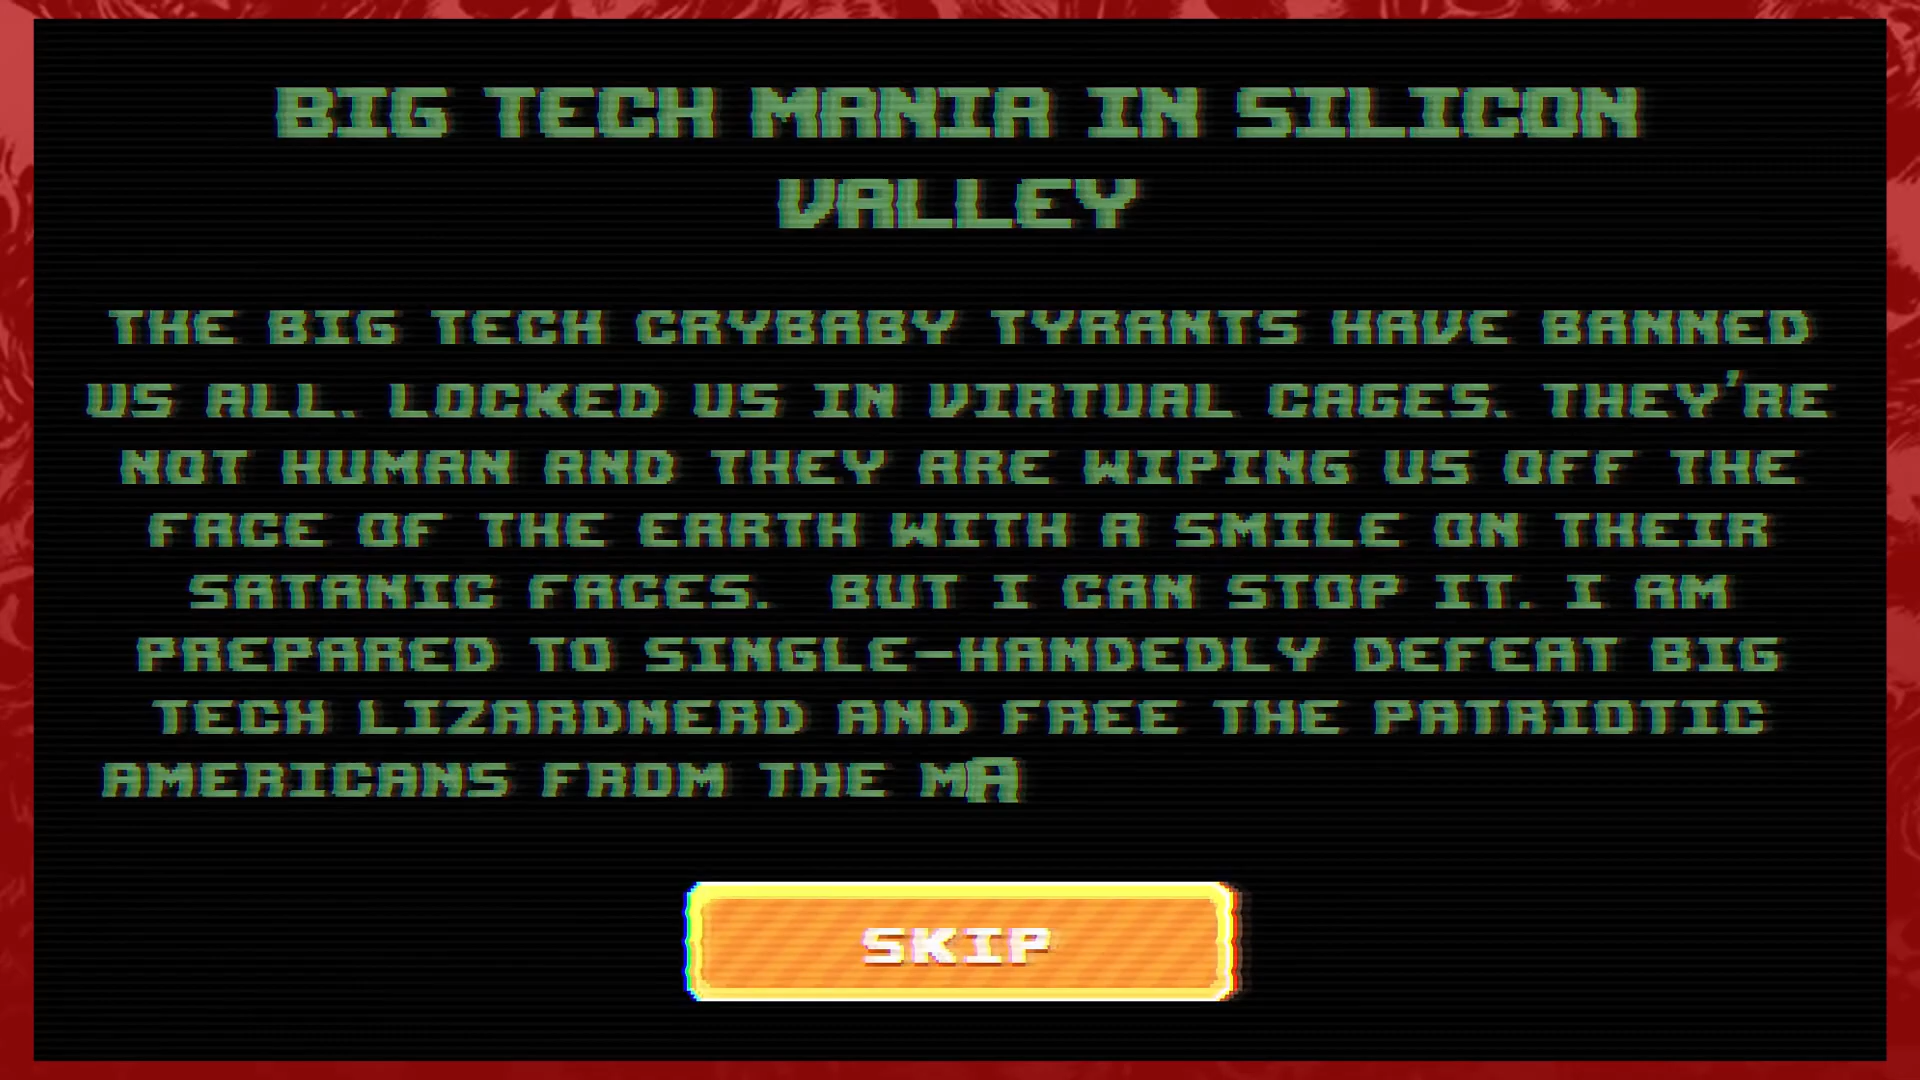 BIG TECH MANIA IN SILICON
VALLEY
THE BIG TECH CRYBABY TYRANTS HAVE BANNED
US ALL. LOCKED US IN VIRTUAL CAGES. THEY'RE
NOT HUMAN AND THEY ARE WIPING US OFF THE
FACE OF THE EARTH WITH A SMILE ON THEIR
SATANIC FACES. BUT I CAN STOP IT. I AM
PREPARED TO SINGLE-HANDEDLY DEFEAT BIG
TECH LIZARDNERD AND FREE THE PATRIOTIC
AMERICANS FROM THE MA
SKIP